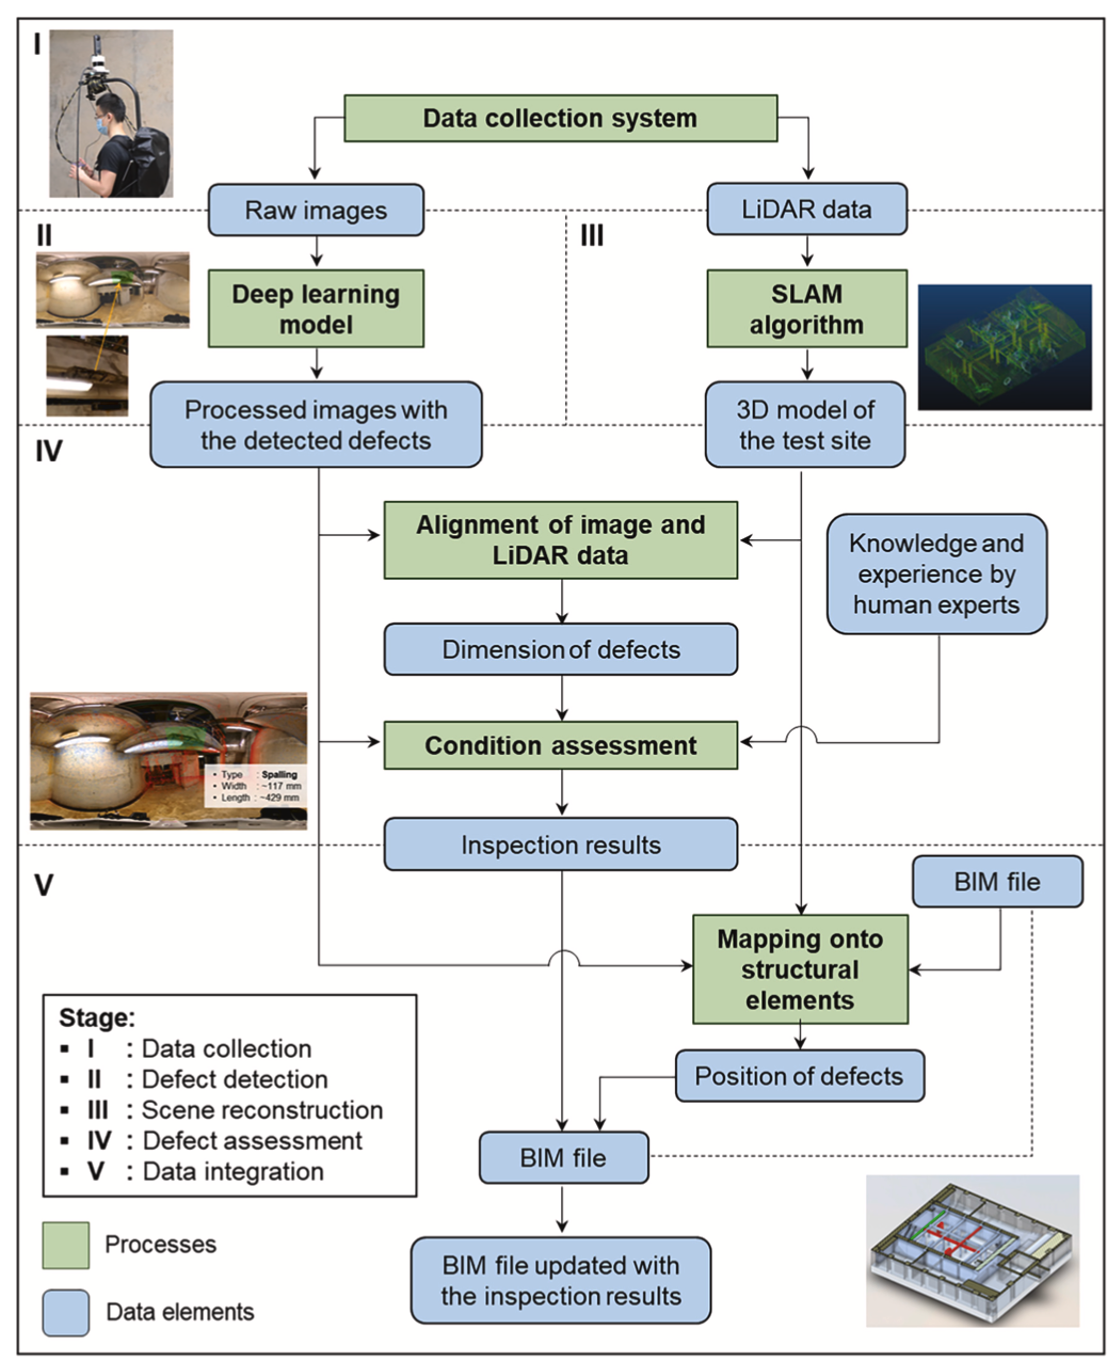 I
Data collection system
Raw images
LiDAR data
II
III
Deep learning
model
SLAM
algorithm
Processed images with
the detected defects
3D model of
the test site
IV
Alignment of image and
LiDAR data
Knowledge and
experience by
human experts
Dimension of defects
Condition assessment
• Type : Spalling
• Width : ~117 mm
• Length : ~429 mm
Inspection results
V
BIM file
Mapping onto
structural
elements
Stage:
▪ I : Data collection
▪ II : Defect detection
▪ III : Scene reconstruction
▪ IV : Defect assessment
▪ V : Data integration
Position of defects
BIM file
Processes
BIM file updated with
the inspection results
Data elements